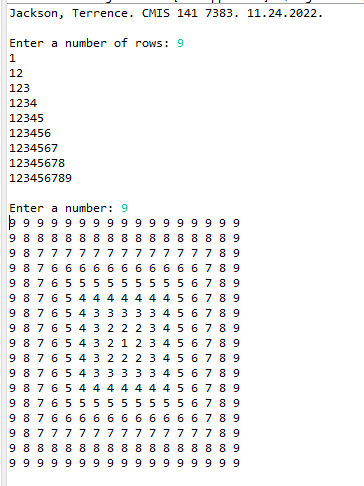 Jackson, Terrence. CMIS 141 7383. 11.24.2022.
Enter a number of rows: 9
1
12
123
1234
12345
123456
1234567
12345678
123456789
Enter a number: 9
9 9 9 9 9 9 9 9 9 9 9 9 9 9 9 9 9
9 8 8 8 8 8 8 8 8 8 8 8 8 8 8 8 9
9 8 7 7 7 7 7 7 7 7 7 7 7 7 7 8 9
9 8 7 6 6 6 6 6 6 6 6 6 6 6 7 8 9
9 8 7 6 5 5 5 5 5 5 5 5 5 6 7 8 9
9 8 7 6 5 4 4 4 4 4 4 4 5 6 7 8 9
9 8 7 6 5 4 3 3 3 3 3 4 5 6 7 8 9
9 8 7 6 5 4 3 2 2 2 3 4 5 6 7 8 9
9 8 7 6 5 4 3 2 1 2 3 4 5 6 7 8 9
9 8 7 6 5 4 3 2 2 2 3 4 5 6 7 8 9
9 8 7 6 5 4 3 3 3 3 3 4 5 6 7 8 9
9 8 7 6 5 4 4 4 4 4 4 4 5 6 7 8 9
9 8 7 6 5 5 5 5 5 5 5 5 5 6 7 8 9
9 8 7 6 6 6 6 6 6 6 6 6 6 6 7 8 9
9 8 7 7 7 7 7 7 7 7 7 7 7 7 7 8 9
9 8 8 8 8 8 8 8 8 8 8 8 8 8 8 8 9
9 9 9 9 9 9 9 9 9 9 9 9 9 9 9 9 9